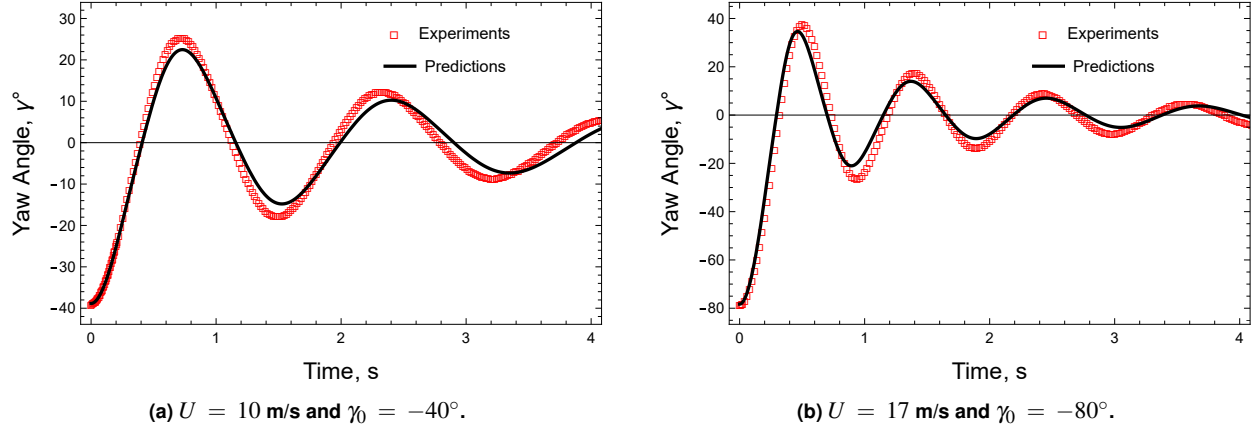 30
20
10
0
-10
-20
-30
-40
Yaw Angle, γ°
Experiments
Predictions
0 1 2 3 4
Time, s
(a) U = 10 m/s and γ0 = −40°.
40
20
0
-20
-40
-60
-80
Yaw Angle, γ°
Experiments
Predictions
0 1 2 3 4
Time, s
(b) U = 17 m/s and γ0 = −80°.